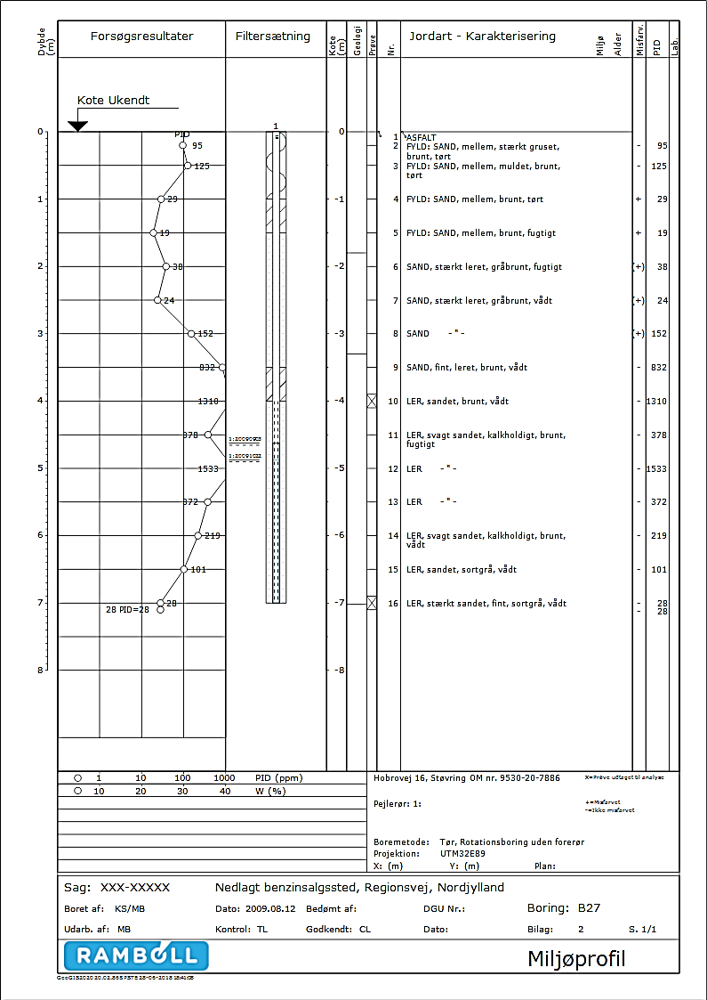 Dybde (m)
Forsøgsresultater
Filtersætning
Kote (m)
Geologi
Prøve
Nr.
Jordart - Karakterisering
Miljø
Alder
Misfarv.
PID
Lab.
Kote Ukendt
PID
1
0 0 1 ASFALT
95 2 FYLD: SAND, mellem, stærkt gruset, - 95
brunt, tørt
125 3 FYLD: SAND, mellem, muldet, brunt, - 125
tørt
1 29 -1 4 FYLD: SAND, mellem, brunt, tørt + 29
19 5 FYLD: SAND, mellem, brunt, fugtigt + 19
2 38 -2 6 SAND, stærkt leret, gråbrunt, fugtigt (+) 38
24 7 SAND, stærkt leret, gråbrunt, vådt (+) 24
3 152 -3 8 SAND - " - (+) 152
832 9 SAND, fint, leret, brunt, vådt - 832
4 1310 -4 10 LER, sandet, brunt, vådt - 1310
378 11 LER, svagt sandet, kalkholdigt, brunt, - 378
1:20090903 fugtigt
1:20091022
5 1533 -5 12 LER - " - - 1533
372 13 LER - " - - 372
6 219 -6 14 LER, svagt sandet, kalkholdigt, brunt, - 219
vådt
101 15 LER, sandet, sortgrå, vådt - 101
7 28 -7 16 LER, stærkt sandet, fint, sortgrå, vådt - 28
28 PID=28 - 28
8 -8
1 10 100 1000 PID (ppm)
10 20 30 40 W (%)
Hobrovej 16, Støvring OM nr. 9530-20-7886
X=Prøve udtaget til analyse
Pejlerør: 1:
+=Misfarvet
-=Ikke misfarvet
Boremetode: Tør, Rotationsboring uden forerør
Projektion: UTM32E89
X: (m) Y: (m) Plan:
Sag: XXX-XXXXX Nedlagt benzinsalgssted, Regionsvej, Nordjylland
Boret af: KS/MB Dato: 2009.08.12 Bedømt af: DGU Nr.: Boring: B27
Udarb. af: MB Kontrol: TL Godkendt: CL Dato: Bilag: 2 S. 1/1
RAMBOLL
Miljøprofil